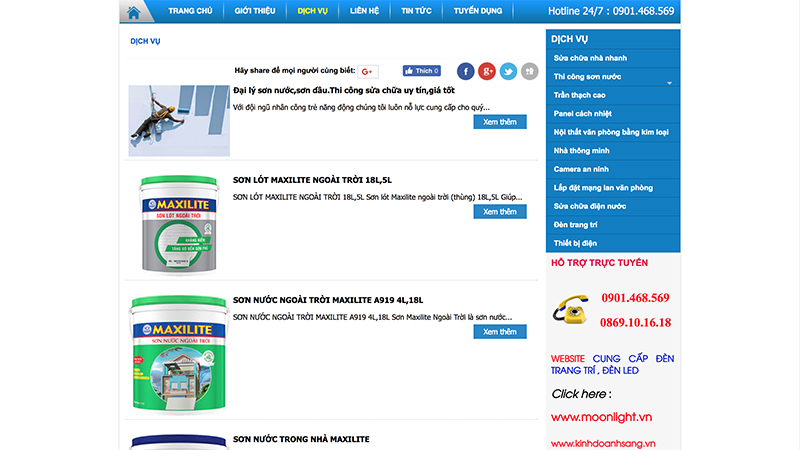 TRANG CHỦ GIỚI THIỆU DỊCH VỤ LIÊN HỆ TIN TỨC TUYỂN DỤNG Hotline 24/7 : 0901.468.569
DỊCH VỤ
Hãy share để mọi người cùng biết: G+ Thích 0
Đại lý sơn nước,sơn dầu.Thi công sửa chữa uy tín,giá tốt
Với đội ngũ nhân công trẻ năng động chúng tôi luôn nỗ lực cung cấp cho quý...
Xem thêm
MAXILITE
SƠN LÓT NGOÀI TRỜI
SƠN LÓT MAXILITE NGOÀI TRỜI 18L,5L
SƠN LÓT MAXILITE NGOÀI TRỜI 18L,5L Sơn lót Maxilite ngoài trời (thùng) 18L,5L Giúp...
Xem thêm
MAXILITE
SƠN NƯỚC NGOÀI TRỜI
SƠN NƯỚC NGOÀI TRỜI MAXILITE A919 4L,18L
SƠN NƯỚC NGOÀI TRỜI MAXILITE A919 4L,18L Sơn Maxilite Ngoài Trời là sơn nước...
Xem thêm
SƠN NƯỚC TRONG NHÀ MAXILITE
DỊCH VỤ
Sửa chữa nhà nhanh
Thi công sơn nước
Trần thạch cao
Panel cách nhiệt
Nội thất văn phòng bằng kim loại
Nhà thông minh
Camera an ninh
Lắp đặt mạng lan văn phòng
Sửa chữa điện nước
Đèn trang trí
Thiết bị điện
HỖ TRỢ TRỰC TUYẾN
0901.468.569
0869.10.16.18
WEBSITE CUNG CẤP ĐÈN
TRANG TRÍ , ĐÈN LED
Click here :
www.moonlight.vn
www.kinhdoanhsang.vn